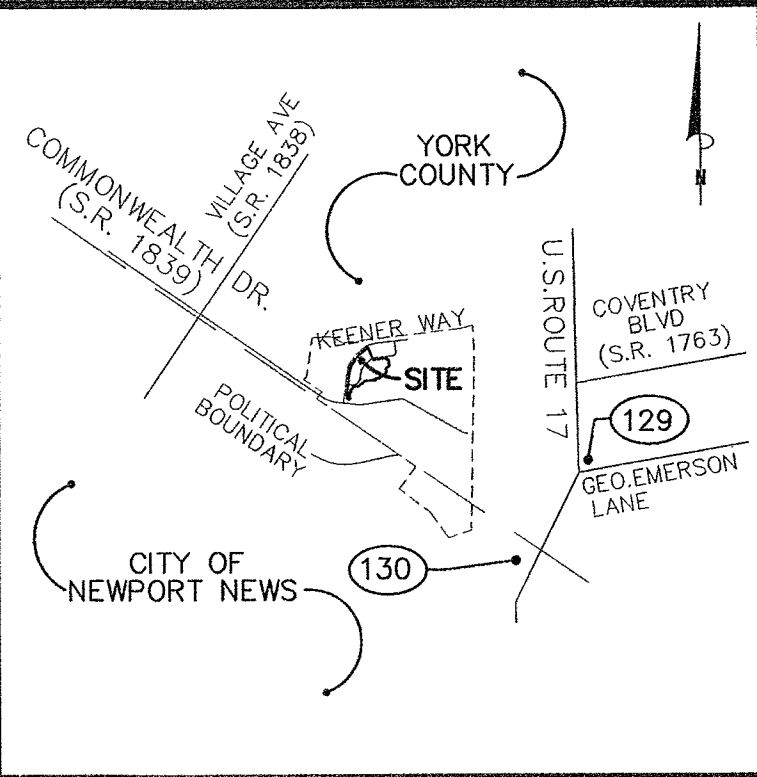 COMMONWEALTH DR.
(S.R. 1839)
VILLAGE AVE
(S.R. 1838)
YORK
COUNTY
N
U.S.ROUTE 17
COVENTRY
BLVD
(S.R. 1763)
KEENER WAY
SITE
129
POLITICAL
BOUNDARY
GEO.EMERSON
LANE
CITY OF
NEWPORT NEWS
130